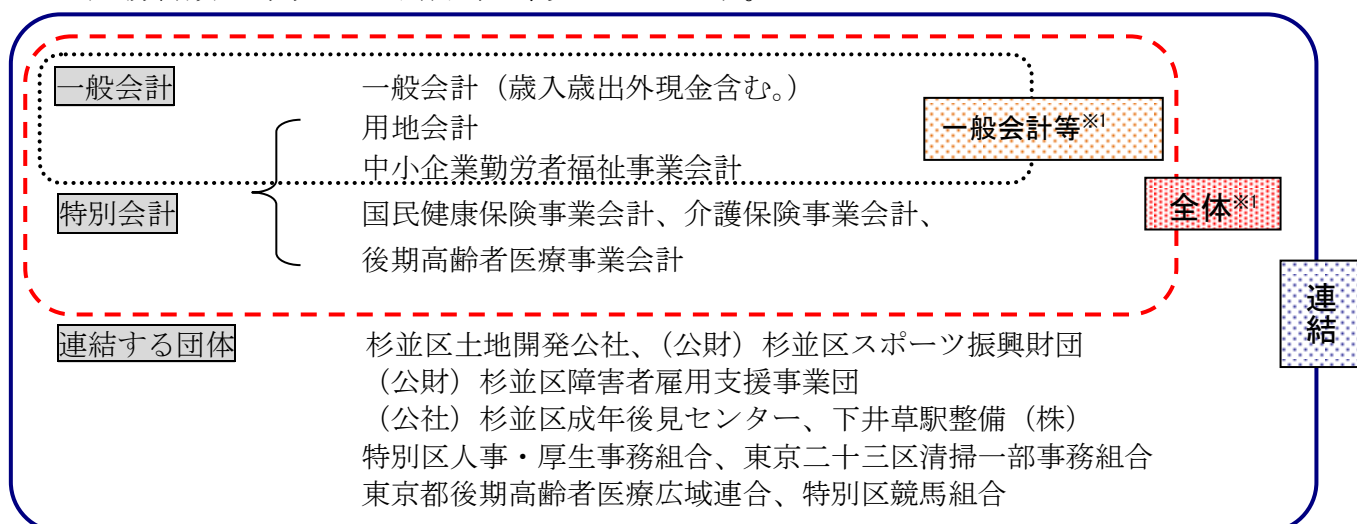 一般会計 一般会計（歳入歳出外現金含む。）
用地会計
一般会計等※1
中小企業勤労者福祉事業会計
特別会計 国民健康保険事業会計、介護保険事業会計、
全体※1
後期高齢者医療事業会計
連結
連結する団体 杉並区土地開発公社、（公財）杉並区スポーツ振興財団
（公財）杉並区障害者雇用支援事業団
（公社）杉並区成年後見センター、下井草駅整備（株）
特別区人事・厚生事務組合、東京二十三区清掃一部事務組合
東京都後期高齢者医療広域連合、特別区競馬組合